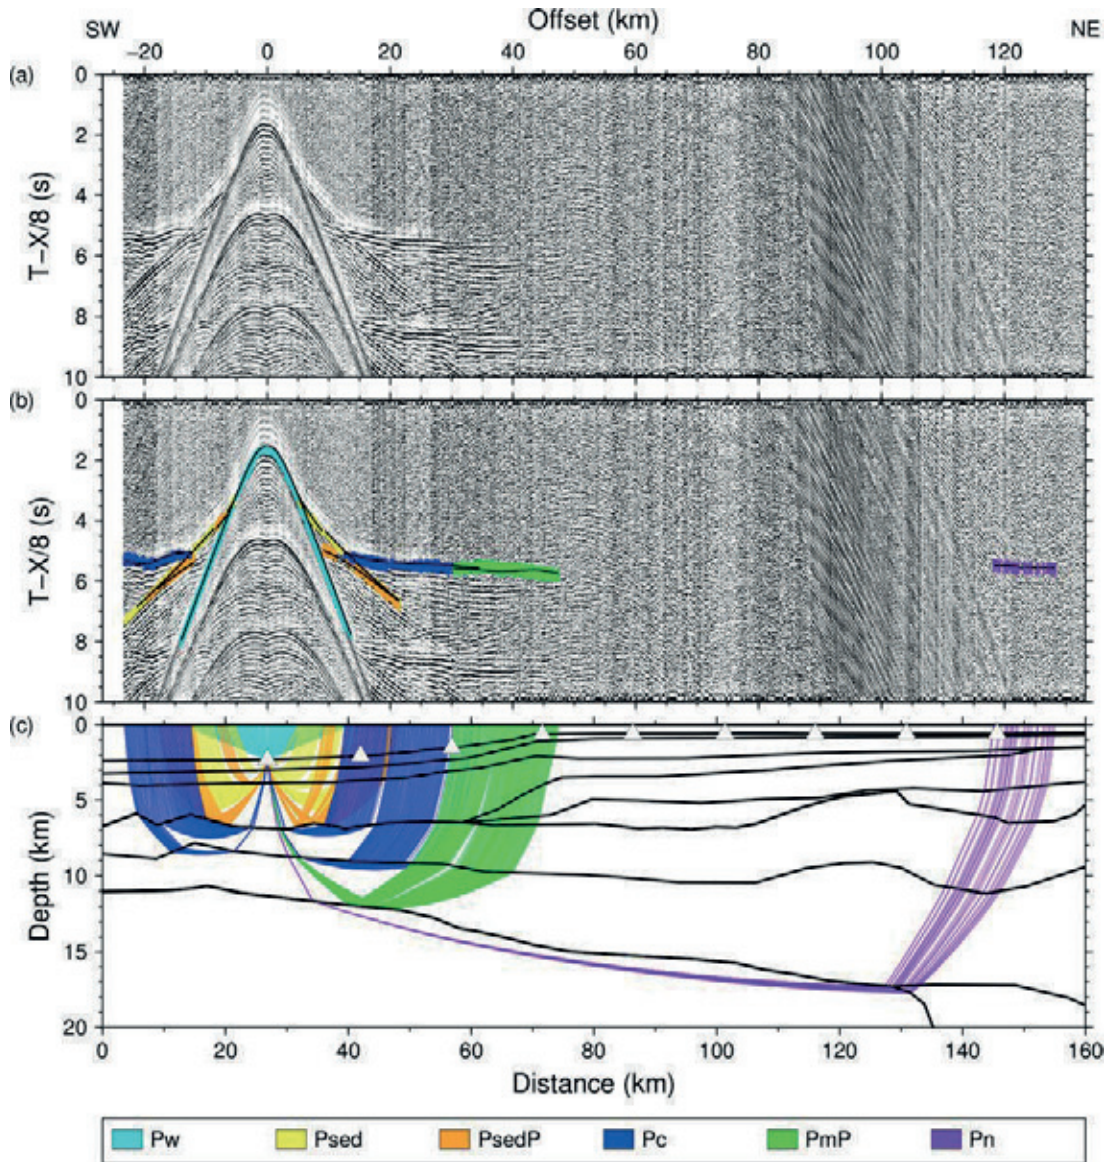 Offset (km)
SW NE
−20 0 20 40 60 80 100 120
(a)
0
2
4
6
8
10
T−X/8 (s)
(b)
0
2
4
6
8
10
T−X/8 (s)
(c)
0
5
10
15
20
Depth (km)
0 20 40 60 80 100 120 140 160
Distance (km)
Pw Psed PsedP Pc PmP Pn